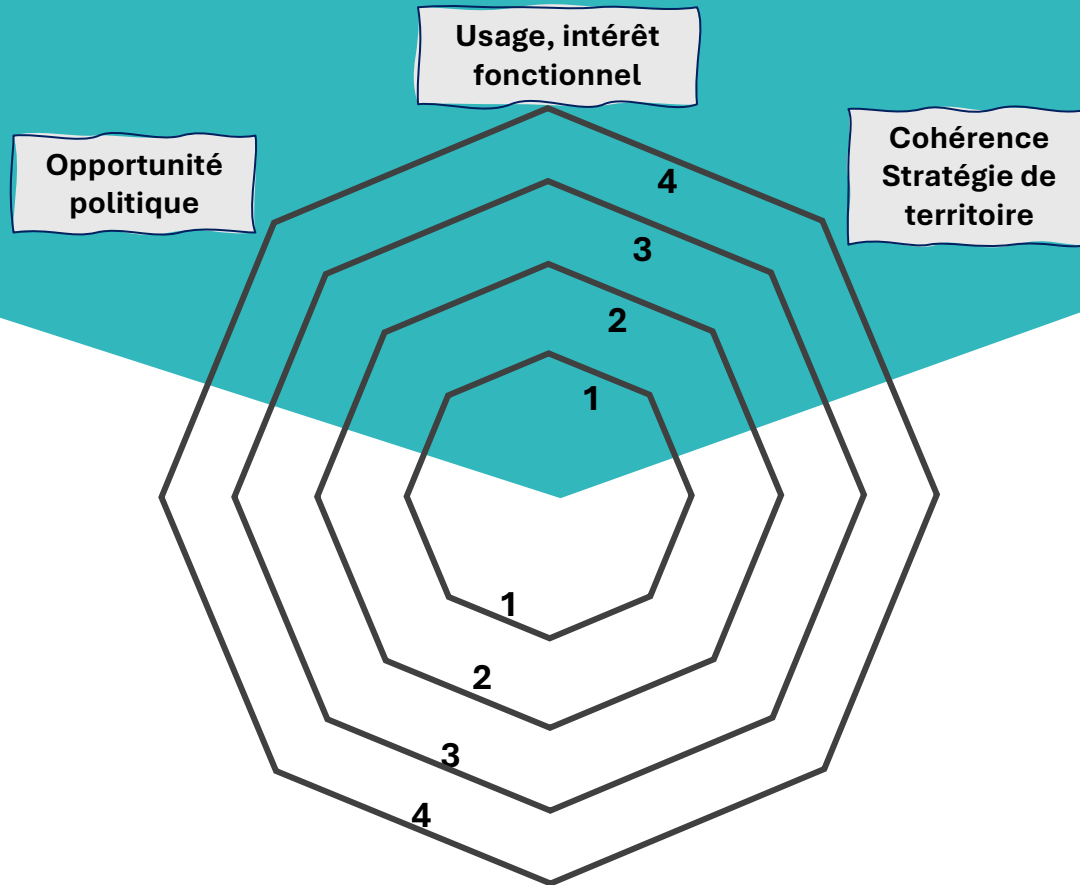 Usage, intérêt
fonctionnel
Opportunité
politique
Cohérence
Stratégie de
territoire
4
3
2
1
1
2
3
4